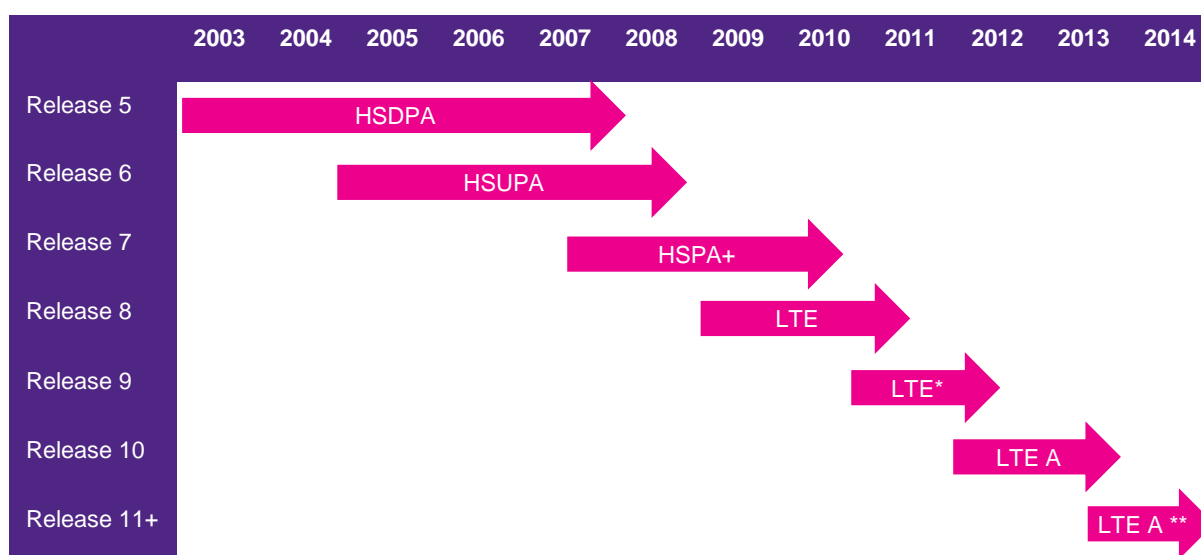 2003 2004 2005 2006 2007 2008 2009 2010 2011 2012 2013 2014
Release 5 HSDPA
Release 6 HSUPA
Release 7 HSPA+
Release 8 LTE
Release 9 LTE*
Release 10 LTE A
Release 11+ LTE A **